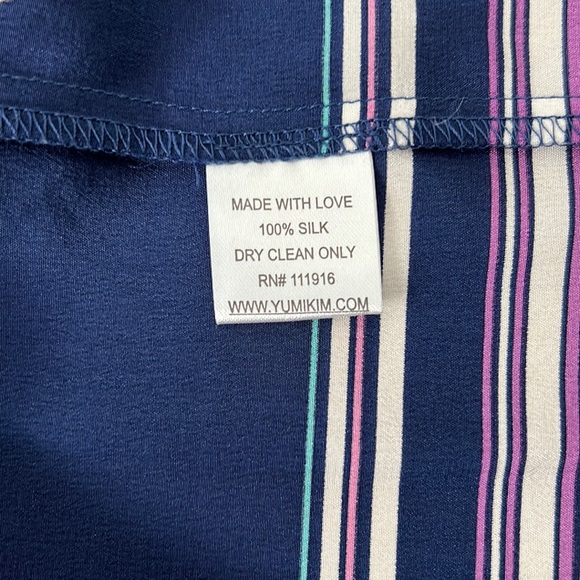 MADE WITH LOVE
100% SILK
DRY CLEAN ONLY
RN# 111916
WWW.YUMIKIM.COM